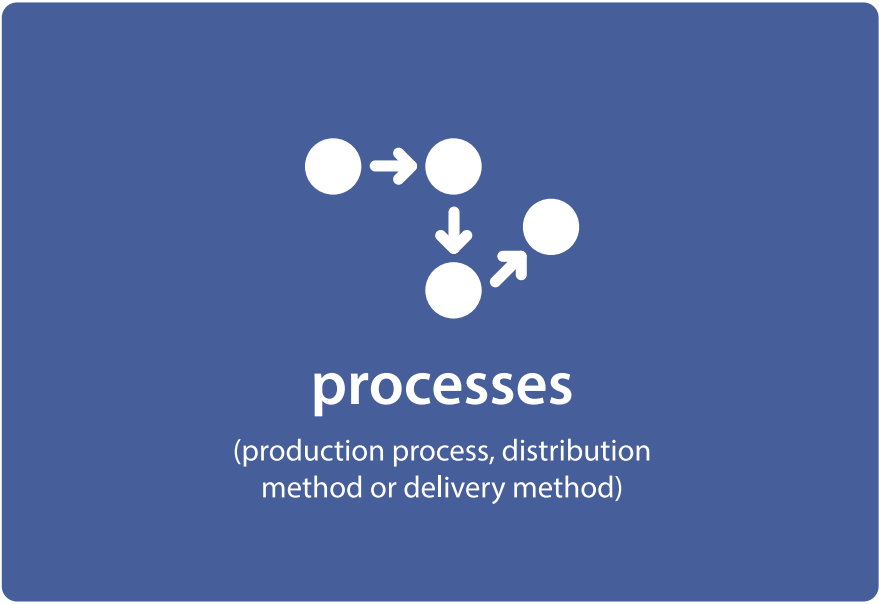 processes
(production process, distribution
method or delivery method)